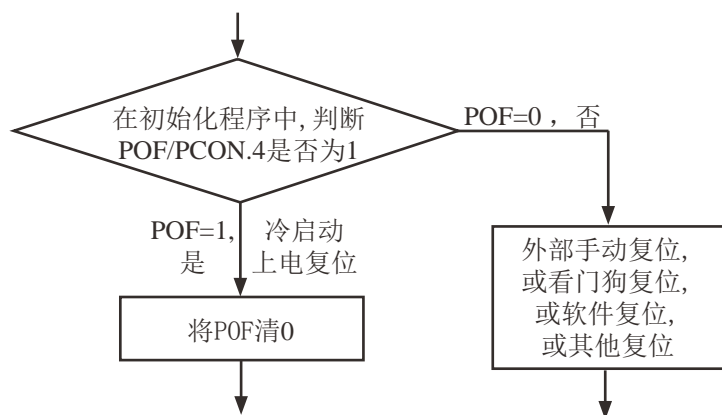 在初始化程序中,判断
POF/PCON.4是否为1
POF=0 ，否
POF=1, 冷启动
是 上电复位
将POF清0
外部手动复位,
或看门狗复位,
或软件复位,
或其他复位